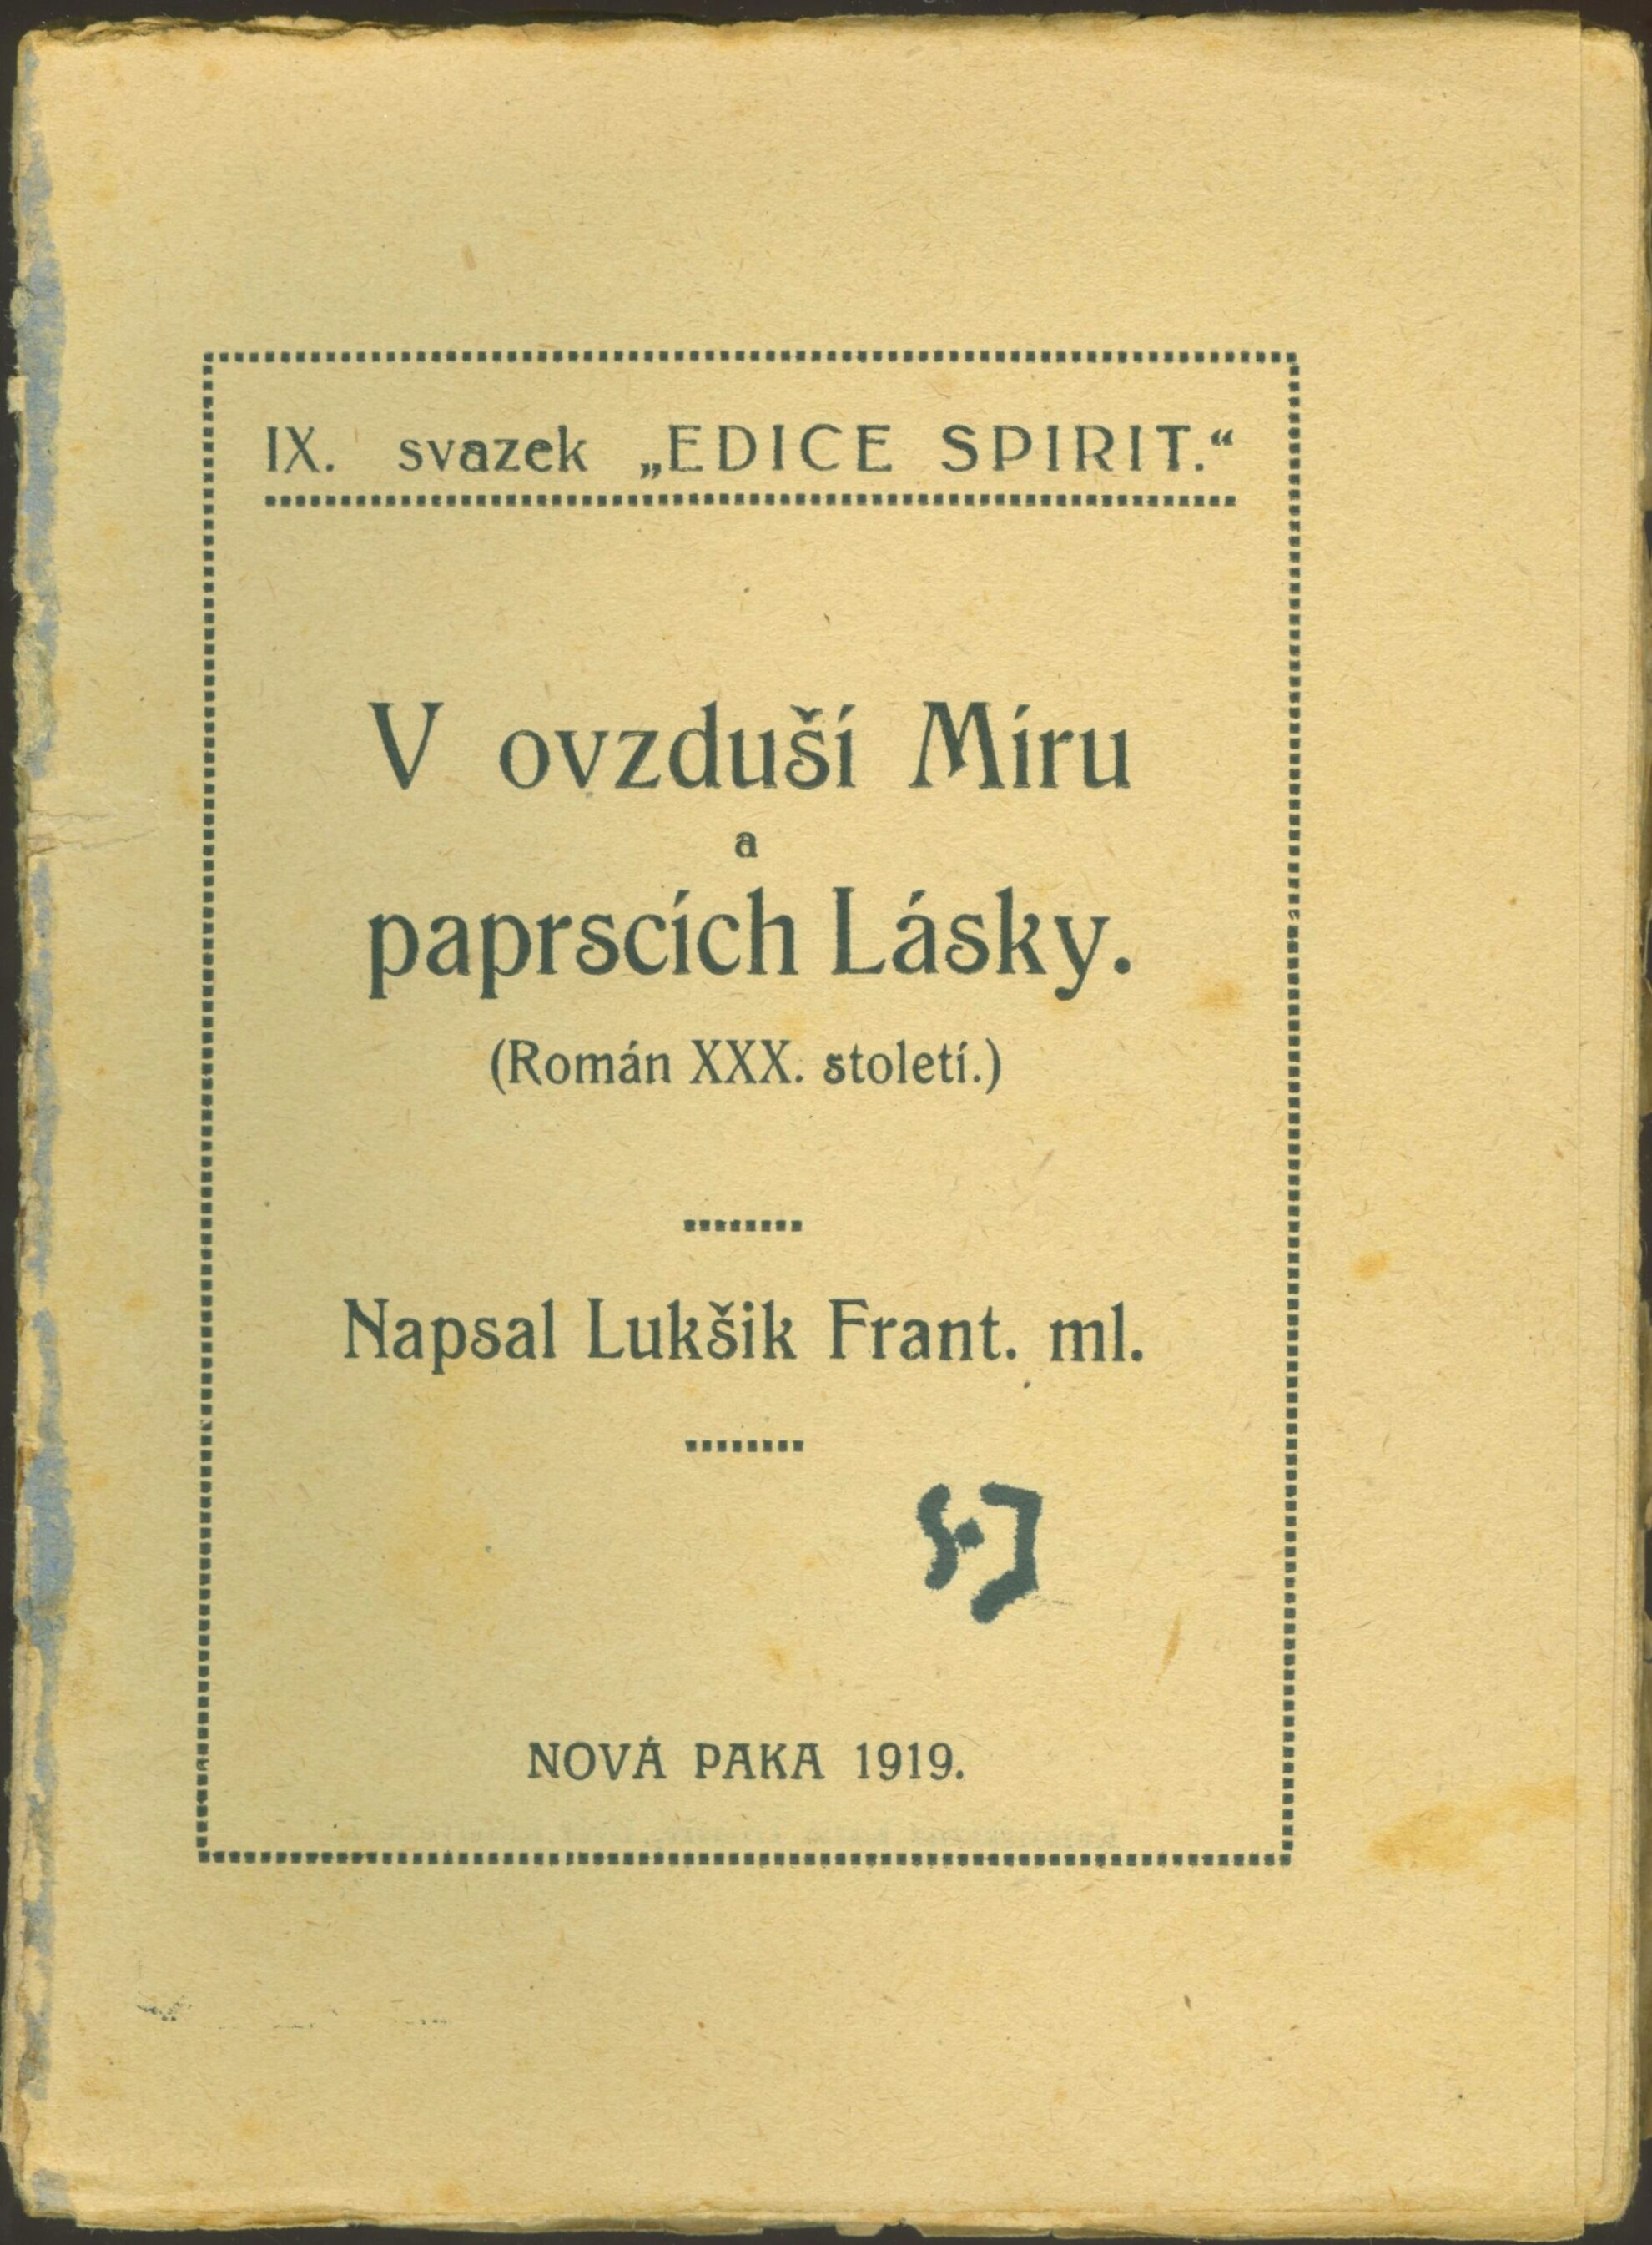 IX. svazek „EDICE SPIRIT.“
V ovzduší Míru
a
paprscích Lásky.
(Román XXX. století.)
Napsal Lukšik Frant. ml.
NOVÁ PAKA 1919.